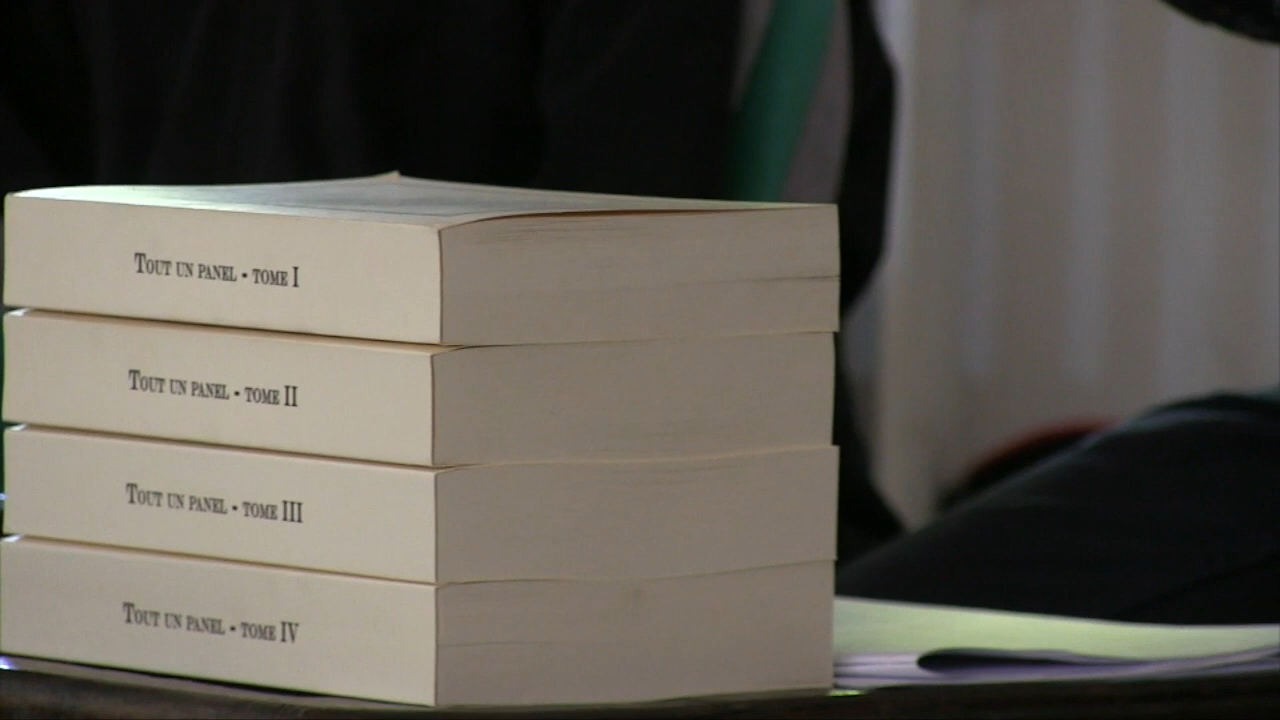 Tout un panel • tome I
Tout un panel • tome II
Tout un panel • tome III
Tout un panel • tome IV